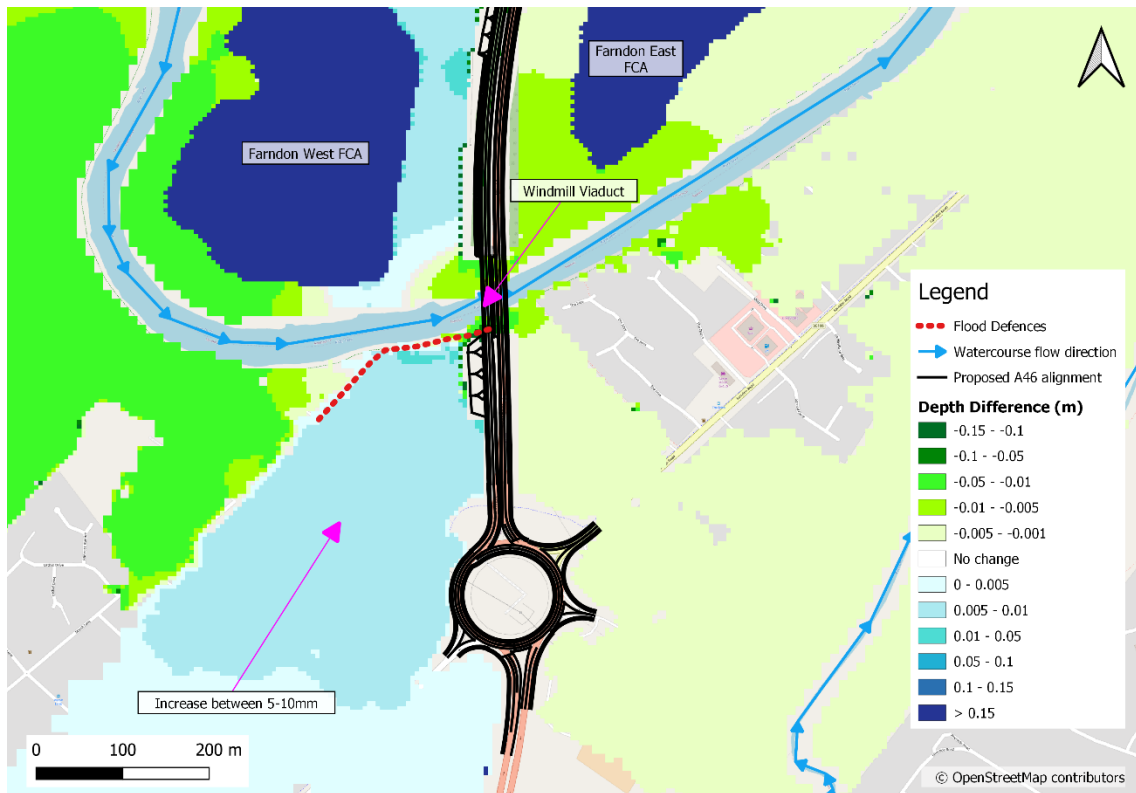 Farndon East
FCA
Farndon West FCA
Windmill Viaduct
Legend
Flood Defences
Watercourse flow direction
Proposed A46 alignment
Depth Difference (m)
-0.15 - -0.1
-0.1 - -0.05
-0.05 - -0.01
-0.01 - -0.005
-0.005 - -0.001
No change
0 - 0.005
0.005 - 0.01
0.01 - 0.05
0.05 - 0.1
0.1 - 0.15
> 0.15
Increase between 5-10mm
0 100 200 m
© OpenStreetMap contributors